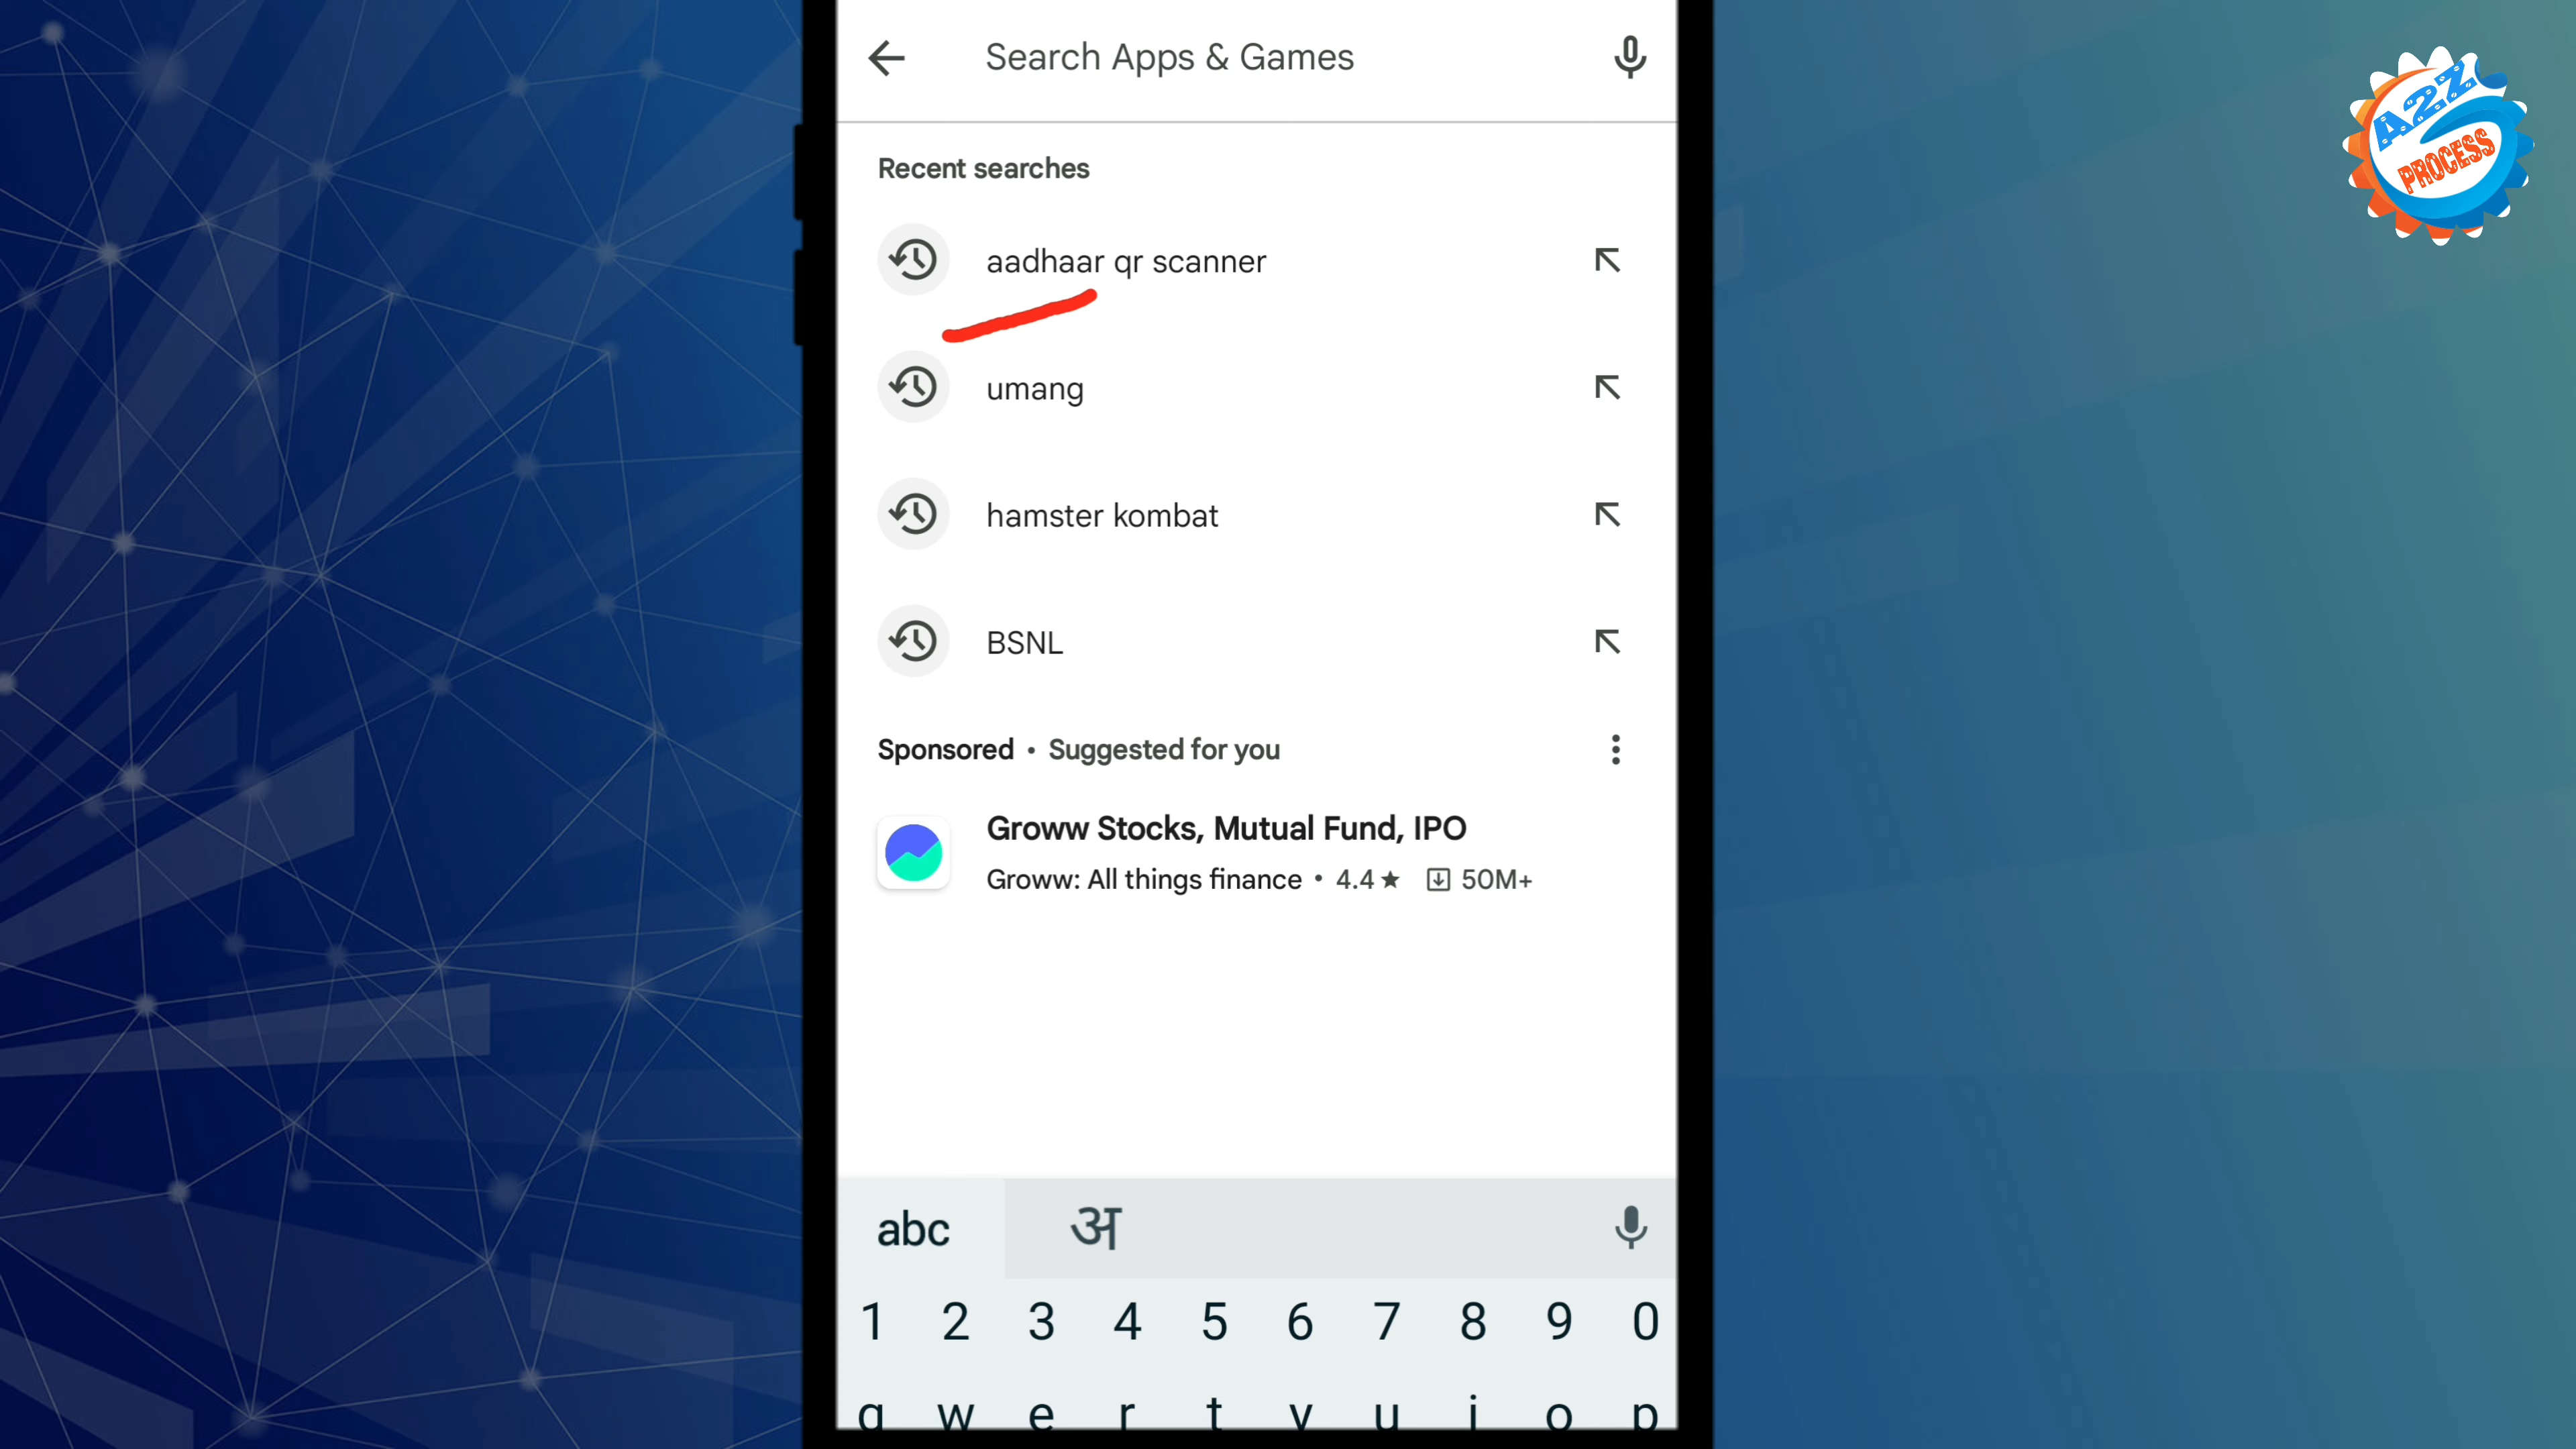 Search Apps & Games
A2Z
PROCESS
Recent searches
aadhaar qr scanner
umang
hamster kombat
BSNL
Sponsored • Suggested for you
Groww Stocks, Mutual Fund, IPO
Groww: All things finance • 4.4★ 50M+
abc अ
1 2 3 4 5 6 7 8 9 0
q w e r t y u i o p